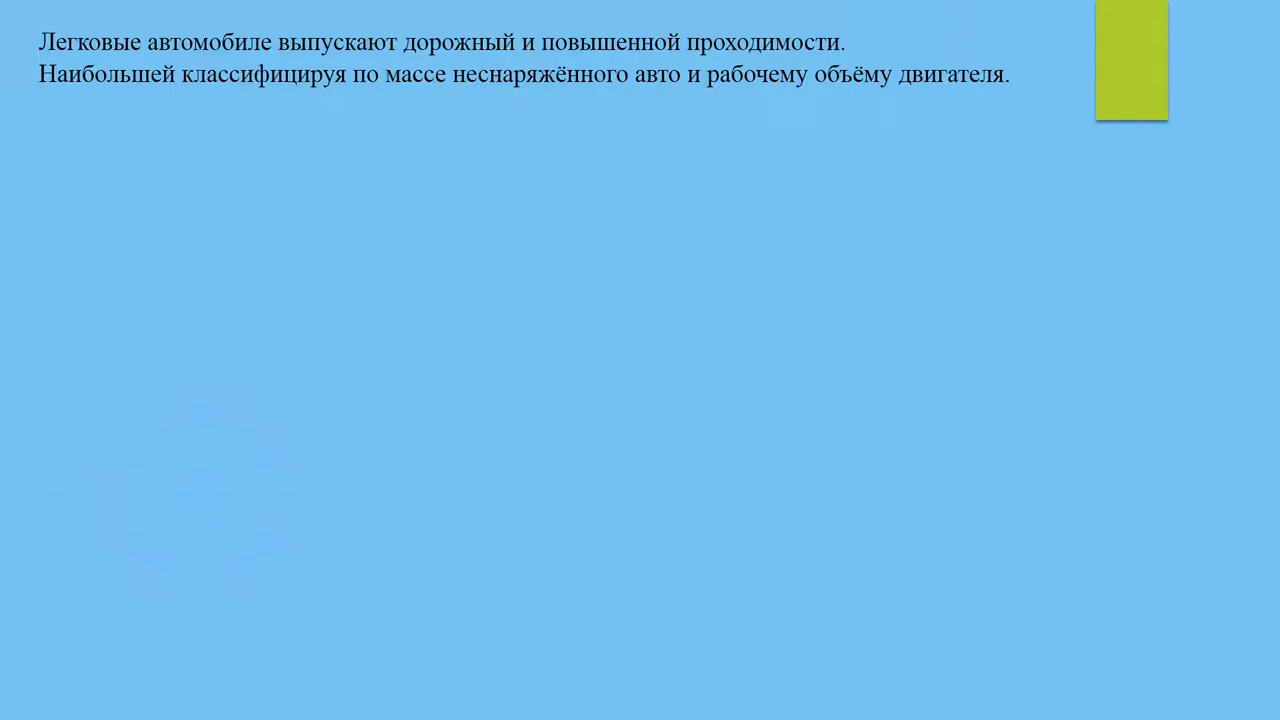 Легковые автомобиле выпускают дорожный и повышенной проходимости.
Наибольшей классифицируя по массе неснаряжённого авто и рабочему объёму двигателя.